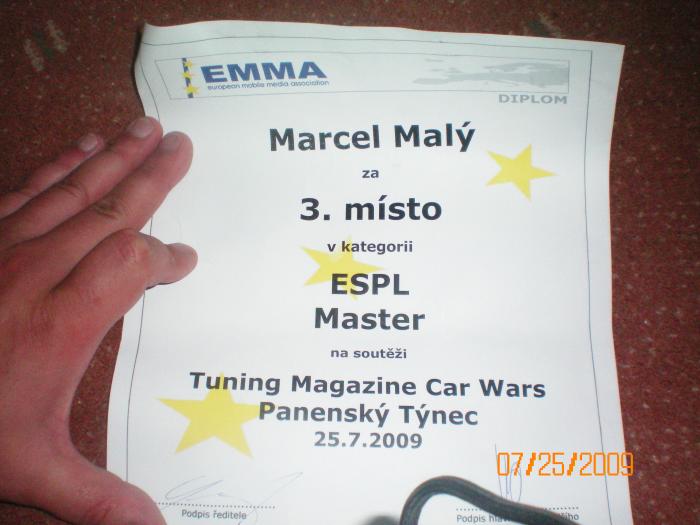 EMMA
european mobile media association
DIPLOM
Marcel Malý
za
3. místo
v kategorii
ESPL
Master
na soutěži
Tuning Magazine Car Wars
Panenský Týnec
25.7.2009
07/25/2009
Podpis ředitele
Podpis